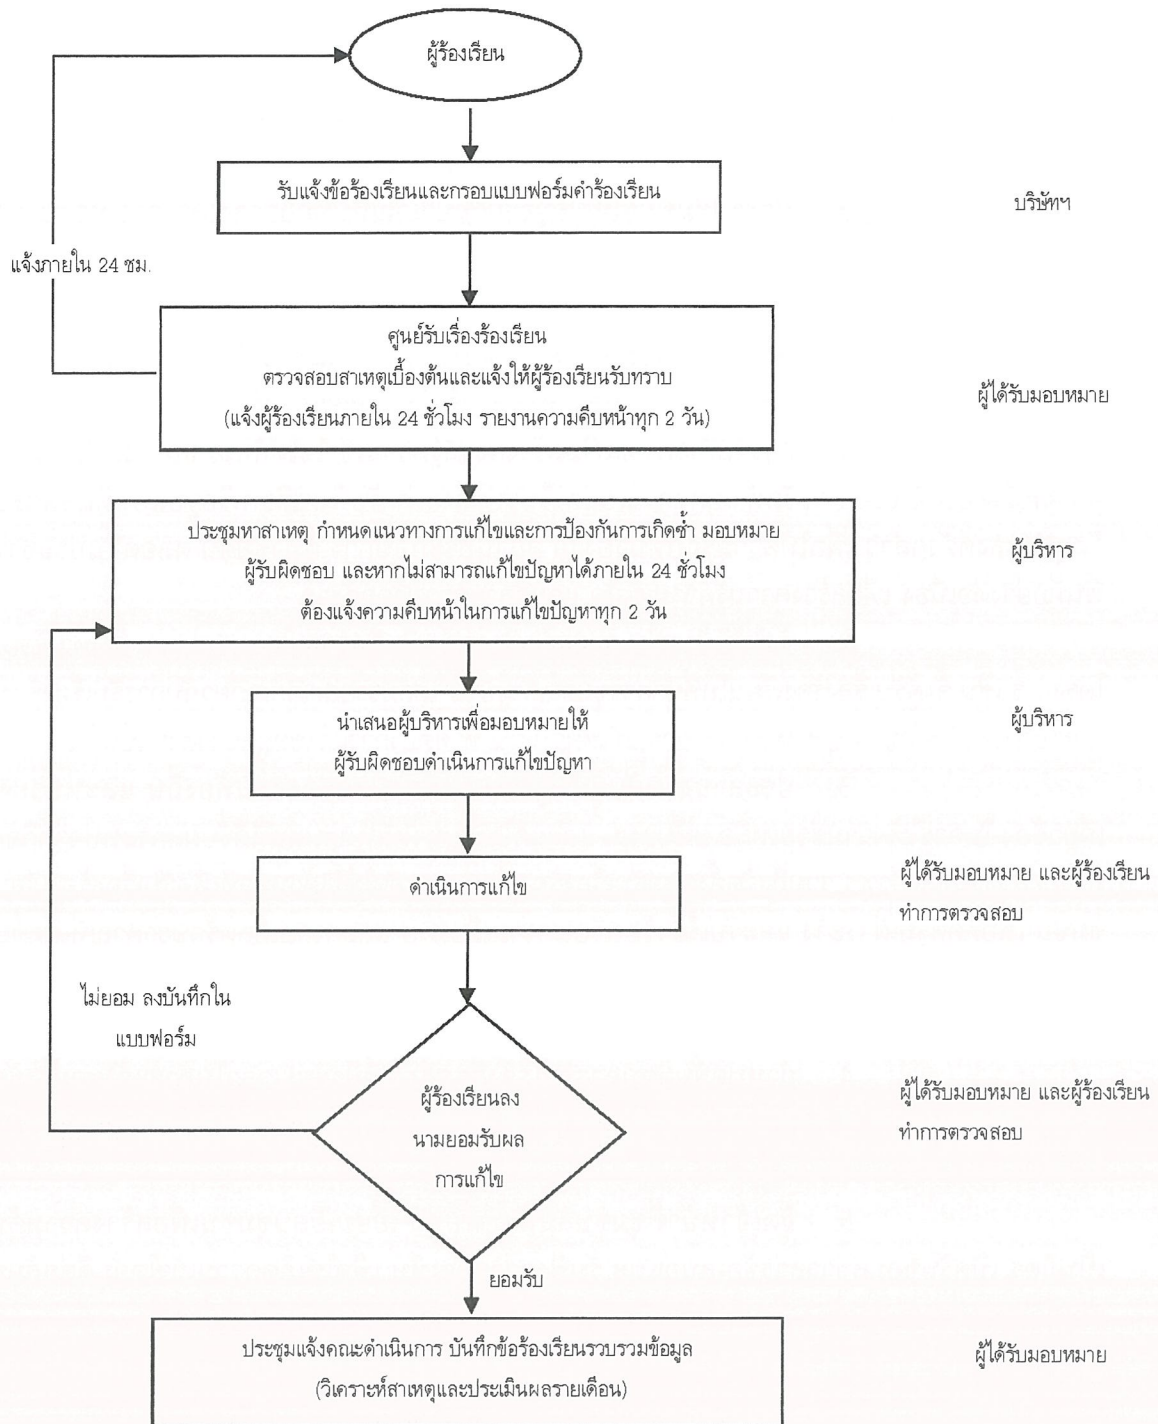 ผู้ร้องเรียน
รับแจ้งข้อร้องเรียนและกรอบแบบฟอร์มคำร้องเรียน
บริษัทฯ
แจ้งภายใน 24 ชม.
ศูนย์รับเรื่องร้องเรียน
ตรวจสอบสาเหตุเบื้องต้นและแจ้งให้ผู้ร้องเรียนรับทราบ
(แจ้งผู้ร้องเรียนภายใน 24 ชั่วโมง รายงานความคืบหน้าทุก 2 วัน)
ผู้ได้รับมอบหมาย
ประชุมหาสาเหตุ กำหนดแนวทางการแก้ไขและการป้องกันการเกิดซ้ำ มอบหมาย
ผู้รับผิดชอบ และหากไม่สามารถแก้ไขปัญหาได้ภายใน 24 ชั่วโมง
ต้องแจ้งความคืบหน้าในการแก้ไขปัญหาทุก 2 วัน
ผู้บริหาร
นำเสนอผู้บริหารเพื่อมอบหมายให้
ผู้รับผิดชอบดำเนินการแก้ไขปัญหา
ผู้บริหาร
ดำเนินการแก้ไข
ผู้ได้รับมอบหมาย และผู้ร้องเรียน
ทำการตรวจสอบ
ไม่ยอม ลงบันทึกใน
แบบฟอร์ม
ผู้ร้องเรียนลง
นามยอมรับผล
การแก้ไข
ผู้ได้รับมอบหมาย และผู้ร้องเรียน
ทำการตรวจสอบ
ยอมรับ
ประชุมแจ้งคณะดำเนินการ บันทึกข้อร้องเรียนรวบรวมข้อมูล
(วิเคราะห์สาเหตุและประเมินผลรายเดือน)
ผู้ได้รับมอบหมาย